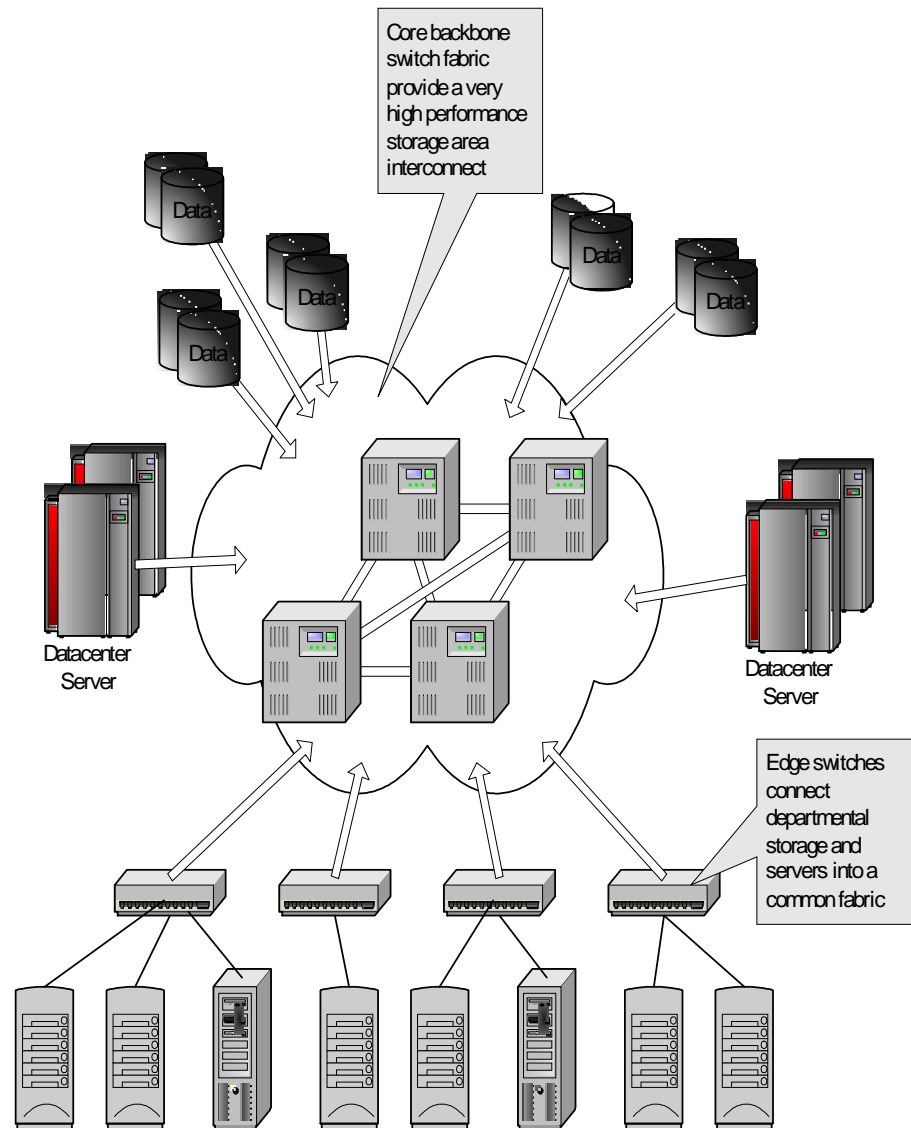 Core backbone
switch fabric
provide a very
high performance
storage area
interconnect
Data
Data
Data
Data
Data
Datacenter
Server
Datacenter
Server
Edge switches
connect
departmental
storage and
servers into a
common fabric